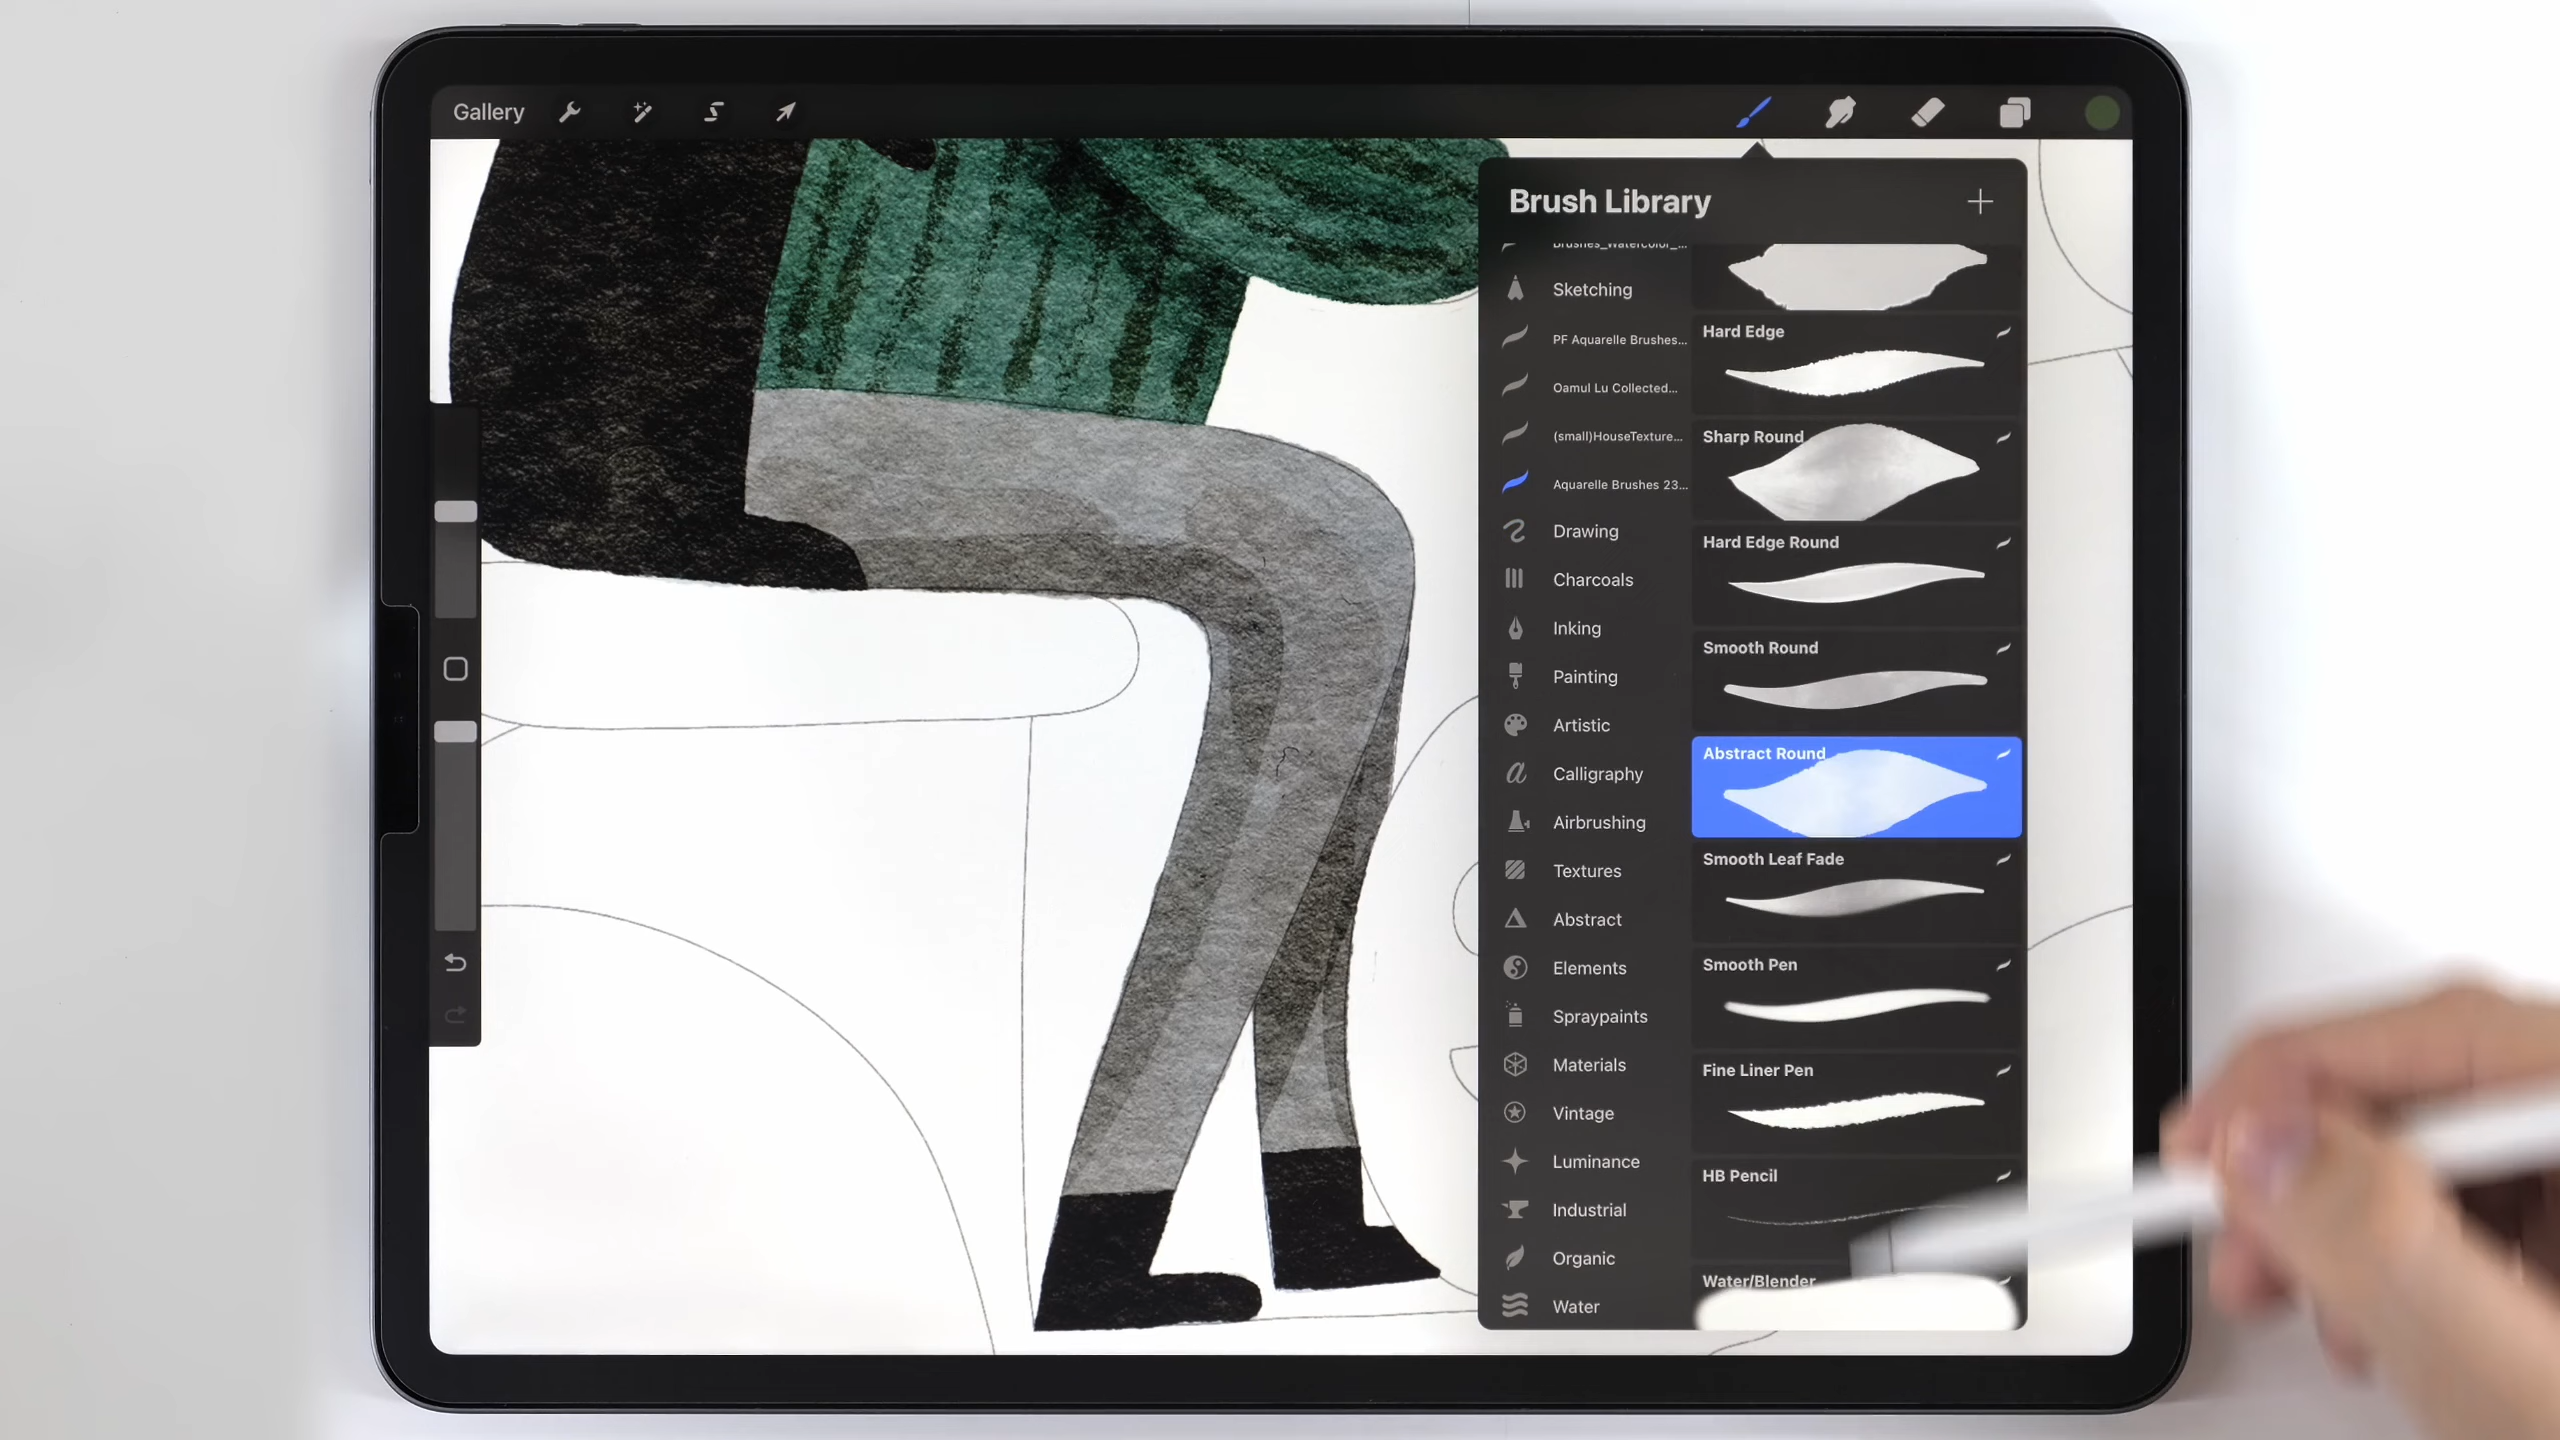 Gallery
Brush Library
Brushes_Watercolor_...
Sketching
PF Aquarelle Brushes...
Oamul Lu Collected...
(small)HouseTexture...
Aquarelle Brushes 23...
Drawing
Charcoals
Inking
Painting
Artistic
Calligraphy
Airbrushing
Textures
Abstract
Elements
Spraypaints
Materials
Vintage
Luminance
Industrial
Organic
Water
Hard Edge
Sharp Round
Hard Edge Round
Smooth Round
Abstract Round
Smooth Leaf Fade
Smooth Pen
Fine Liner Pen
HB Pencil
Water/Blender